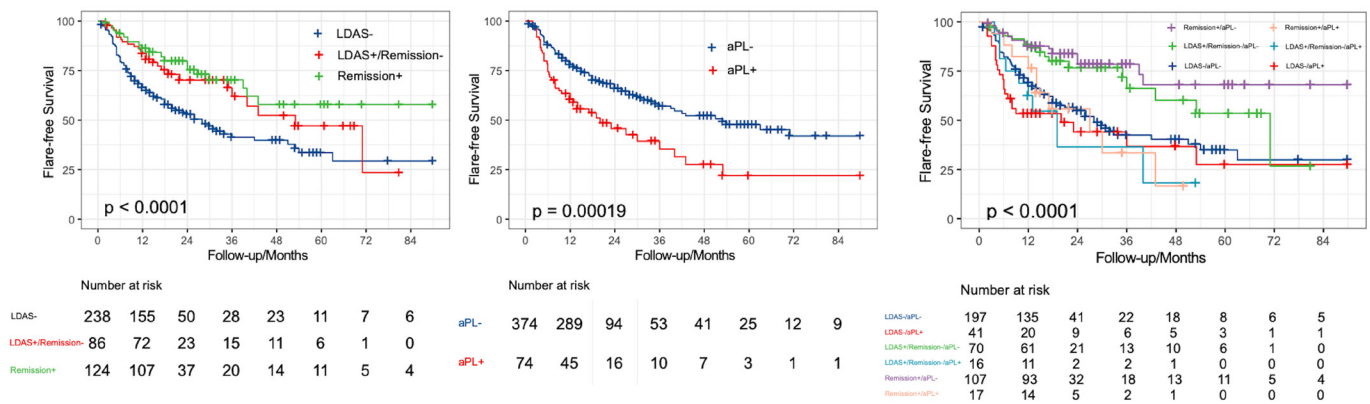 100
75
50
25
0
Flare-free Survival
LDAS-
LDAS+/Remission-
Remission+
p < 0.0001
0 12 24 36 48 60 72 84
Follow-up/Months
Number at risk
LDAS- 238 155 50 28 23 11 7 6
LDAS+/Remission- 86 72 23 15 11 6 1 0
Remission+ 124 107 37 20 14 11 5 4
100
75
50
25
0
Flare-free Survival
aPL-
aPL+
p = 0.00019
0 12 24 36 48 60 72 84
Follow-up/Months
Number at risk
aPL- 374 289 94 53 41 25 12 9
aPL+ 74 45 16 10 7 3 1 1
100
75
50
25
0
Flare-free Survival
Remission+/aPL- Remission+/aPL+
LDAS+/Remission-/aPL- LDAS+/Remission-/aPL+
LDAS-/aPL- LDAS-/aPL+
p < 0.0001
0 12 24 36 48 60 72 84
Follow-up/Months
Number at risk
LDAS-/aPL- 197 135 41 22 18 8 6 5
LDAS-/aPL+ 41 20 9 6 5 3 1 1
LDAS+/Remission-/aPL- 70 61 21 13 10 6 1 0
LDAS+/Remission-/aPL+ 16 11 2 2 1 0 0 0
Remission+/aPL- 107 93 32 18 13 11 5 4
Remission+/aPL+ 17 14 5 2 1 0 0 0